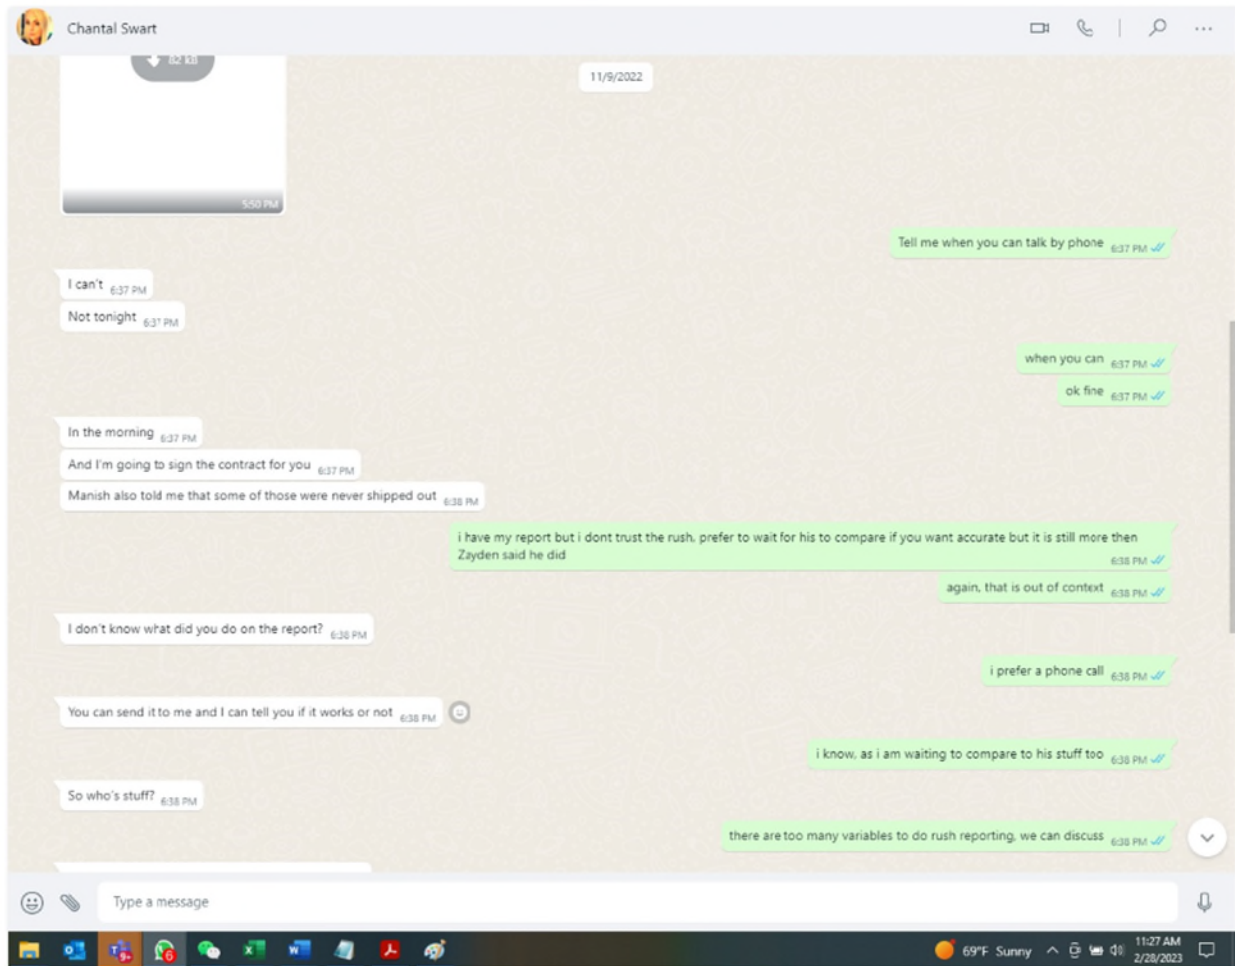 Chantal Swart
82 kB
11/9/2022
5:50 PM
Tell me when you can talk by phone 6:37 PM
I can't 6:37 PM
Not tonight 6:37 PM
when you can 6:37 PM
ok fine 6:37 PM
In the morning 6:37 PM
And I'm going to sign the contract for you 6:37 PM
Manish also told me that some of those were never shipped out 6:38 PM
i have my report but i dont trust the rush, prefer to wait for his to compare if you want accurate but it is still more then
Zayden said he did 6:38 PM
again, that is out of context 6:38 PM
I don't know what did you do on the report? 6:38 PM
i prefer a phone call 6:38 PM
You can send it to me and I can tell you if it works or not 6:38 PM
i know, as i am waiting to compare to his stuff too 6:38 PM
So who's stuff? 6:38 PM
there are too many variables to do rush reporting, we can discuss 6:38 PM
Type a message
9+
6
69°F Sunny
11:27 AM
2/28/2023